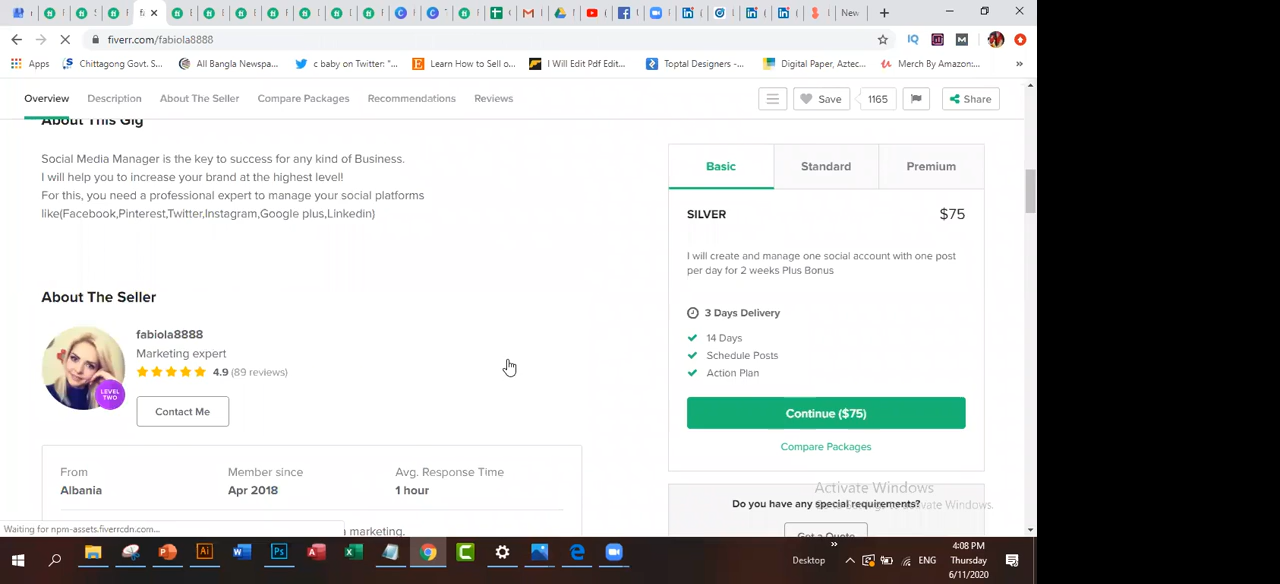 New
fiverr.com/fabiola8888
Apps
Chittagong Govt. S...
All Bangla Newspa...
c baby on Twitter: "...
Learn How to Sell o...
I Will Edit Pdf Edit...
Toptal Designers -...
Digital Paper, Aztec...
Merch By Amazon:...
»
Overview
Description
About The Seller
Compare Packages
Recommendations
Reviews
Save
1165
Share
About This Gig
Social Media Manager is the key to success for any kind of Business.
I will help you to increase your brand at the highest level!
For this, you need a professional expert to manage your social platforms
like(Facebook,Pinterest,Twitter,Instagram,Google plus,Linkedin)
Basic
Standard
Premium
SILVER
$75
I will create and manage one social account with one post
per day for 2 weeks Plus Bonus
3 Days Delivery
14 Days
Schedule Posts
Action Plan
Continue ($75)
Compare Packages
About The Seller
fabiola8888
Marketing expert
4.9 (89 reviews)
LEVEL
TWO
Contact Me
From
Albania
Member since
Apr 2018
Avg. Response Time
1 hour
marketing.
Do you have any special requirements?
Get a Quote
Activate Windows
Activate Windows.
Waiting for npm-assets.fiverrcdn.com...
Desktop
»
ENG
4:08 PM
Thursday
6/11/2020